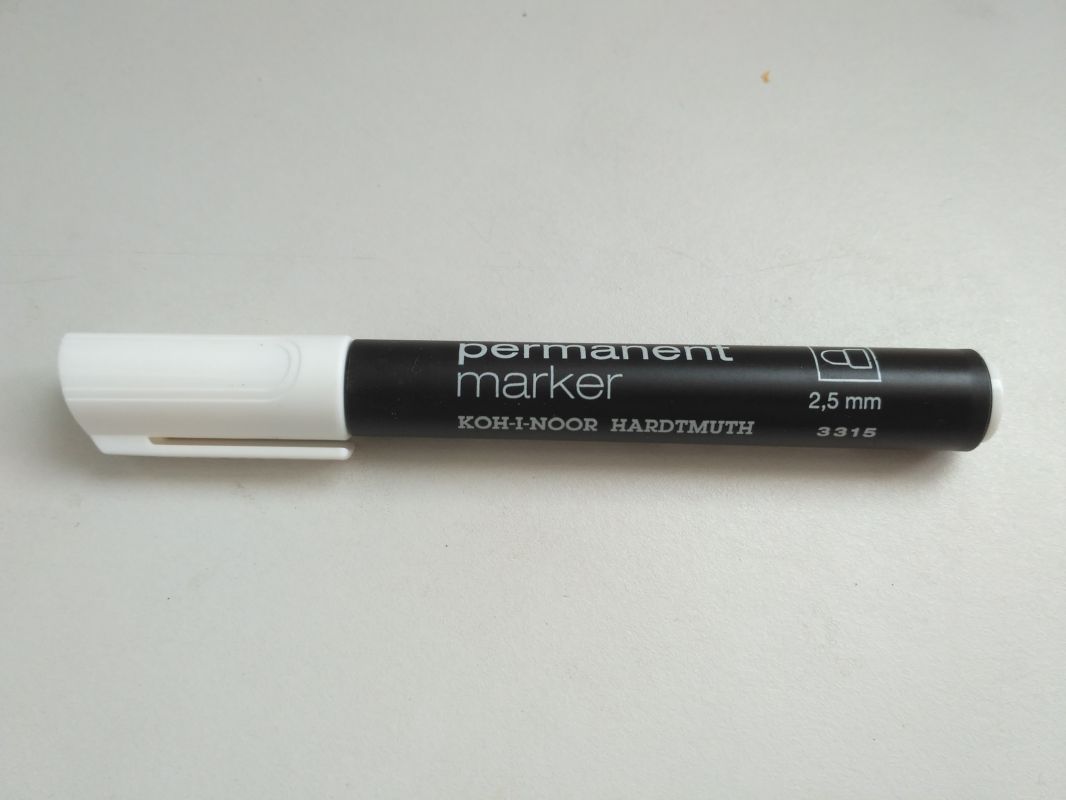 permanent
marker
KOH-I-NOOR HARDTMUTH
2,5 mm
3315